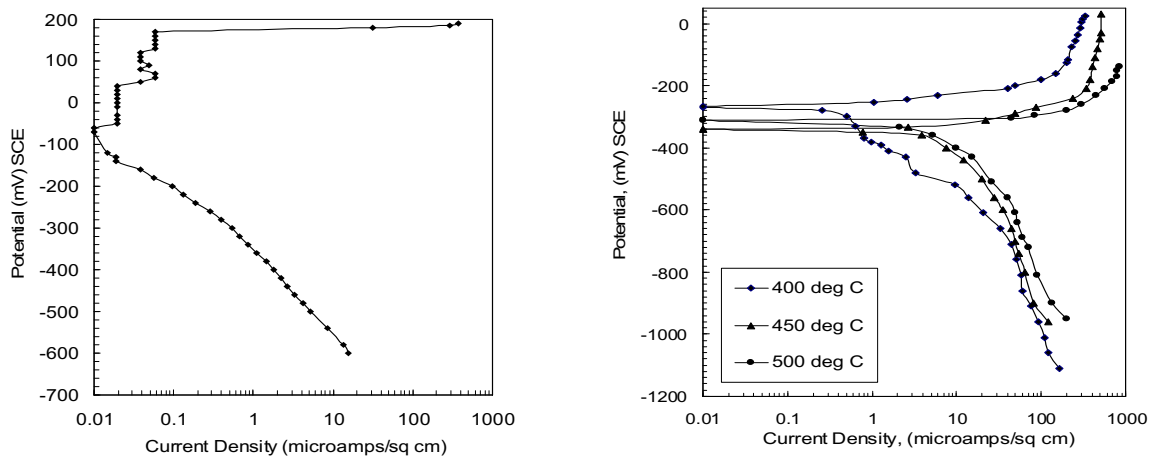 200
100
0
-100
-200
-300
-400
-500
-600
-700
Potential (mV) SCE
0.01 0.1 1 10 100 1000
Current Density (microamps/sq cm)
0
-200
-400
-600
-800
-1000
-1200
Potential, (mV) SCE
400 deg C
450 deg C
500 deg C
0.01 0.1 1 10 100 1000
Current Density, (microamps/sq cm)